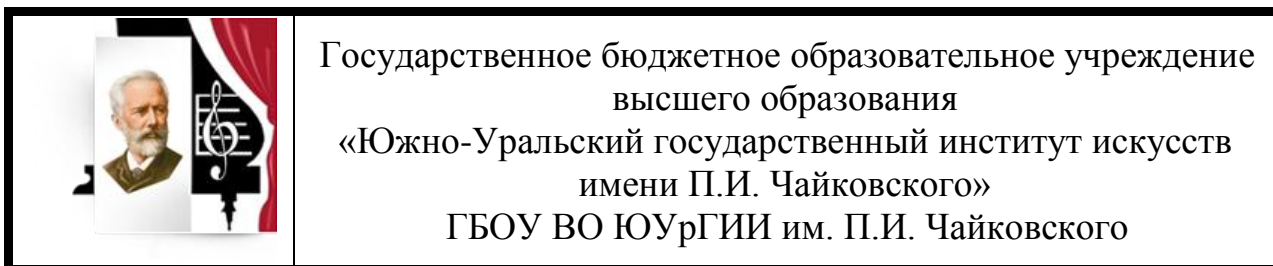 Государственное бюджетное образовательное учреждение
высшего образования
«Южно-Уральский государственный институт искусств
имени П.И. Чайковского»
ГБОУ ВО ЮУрГИИ им. П.И. Чайковского